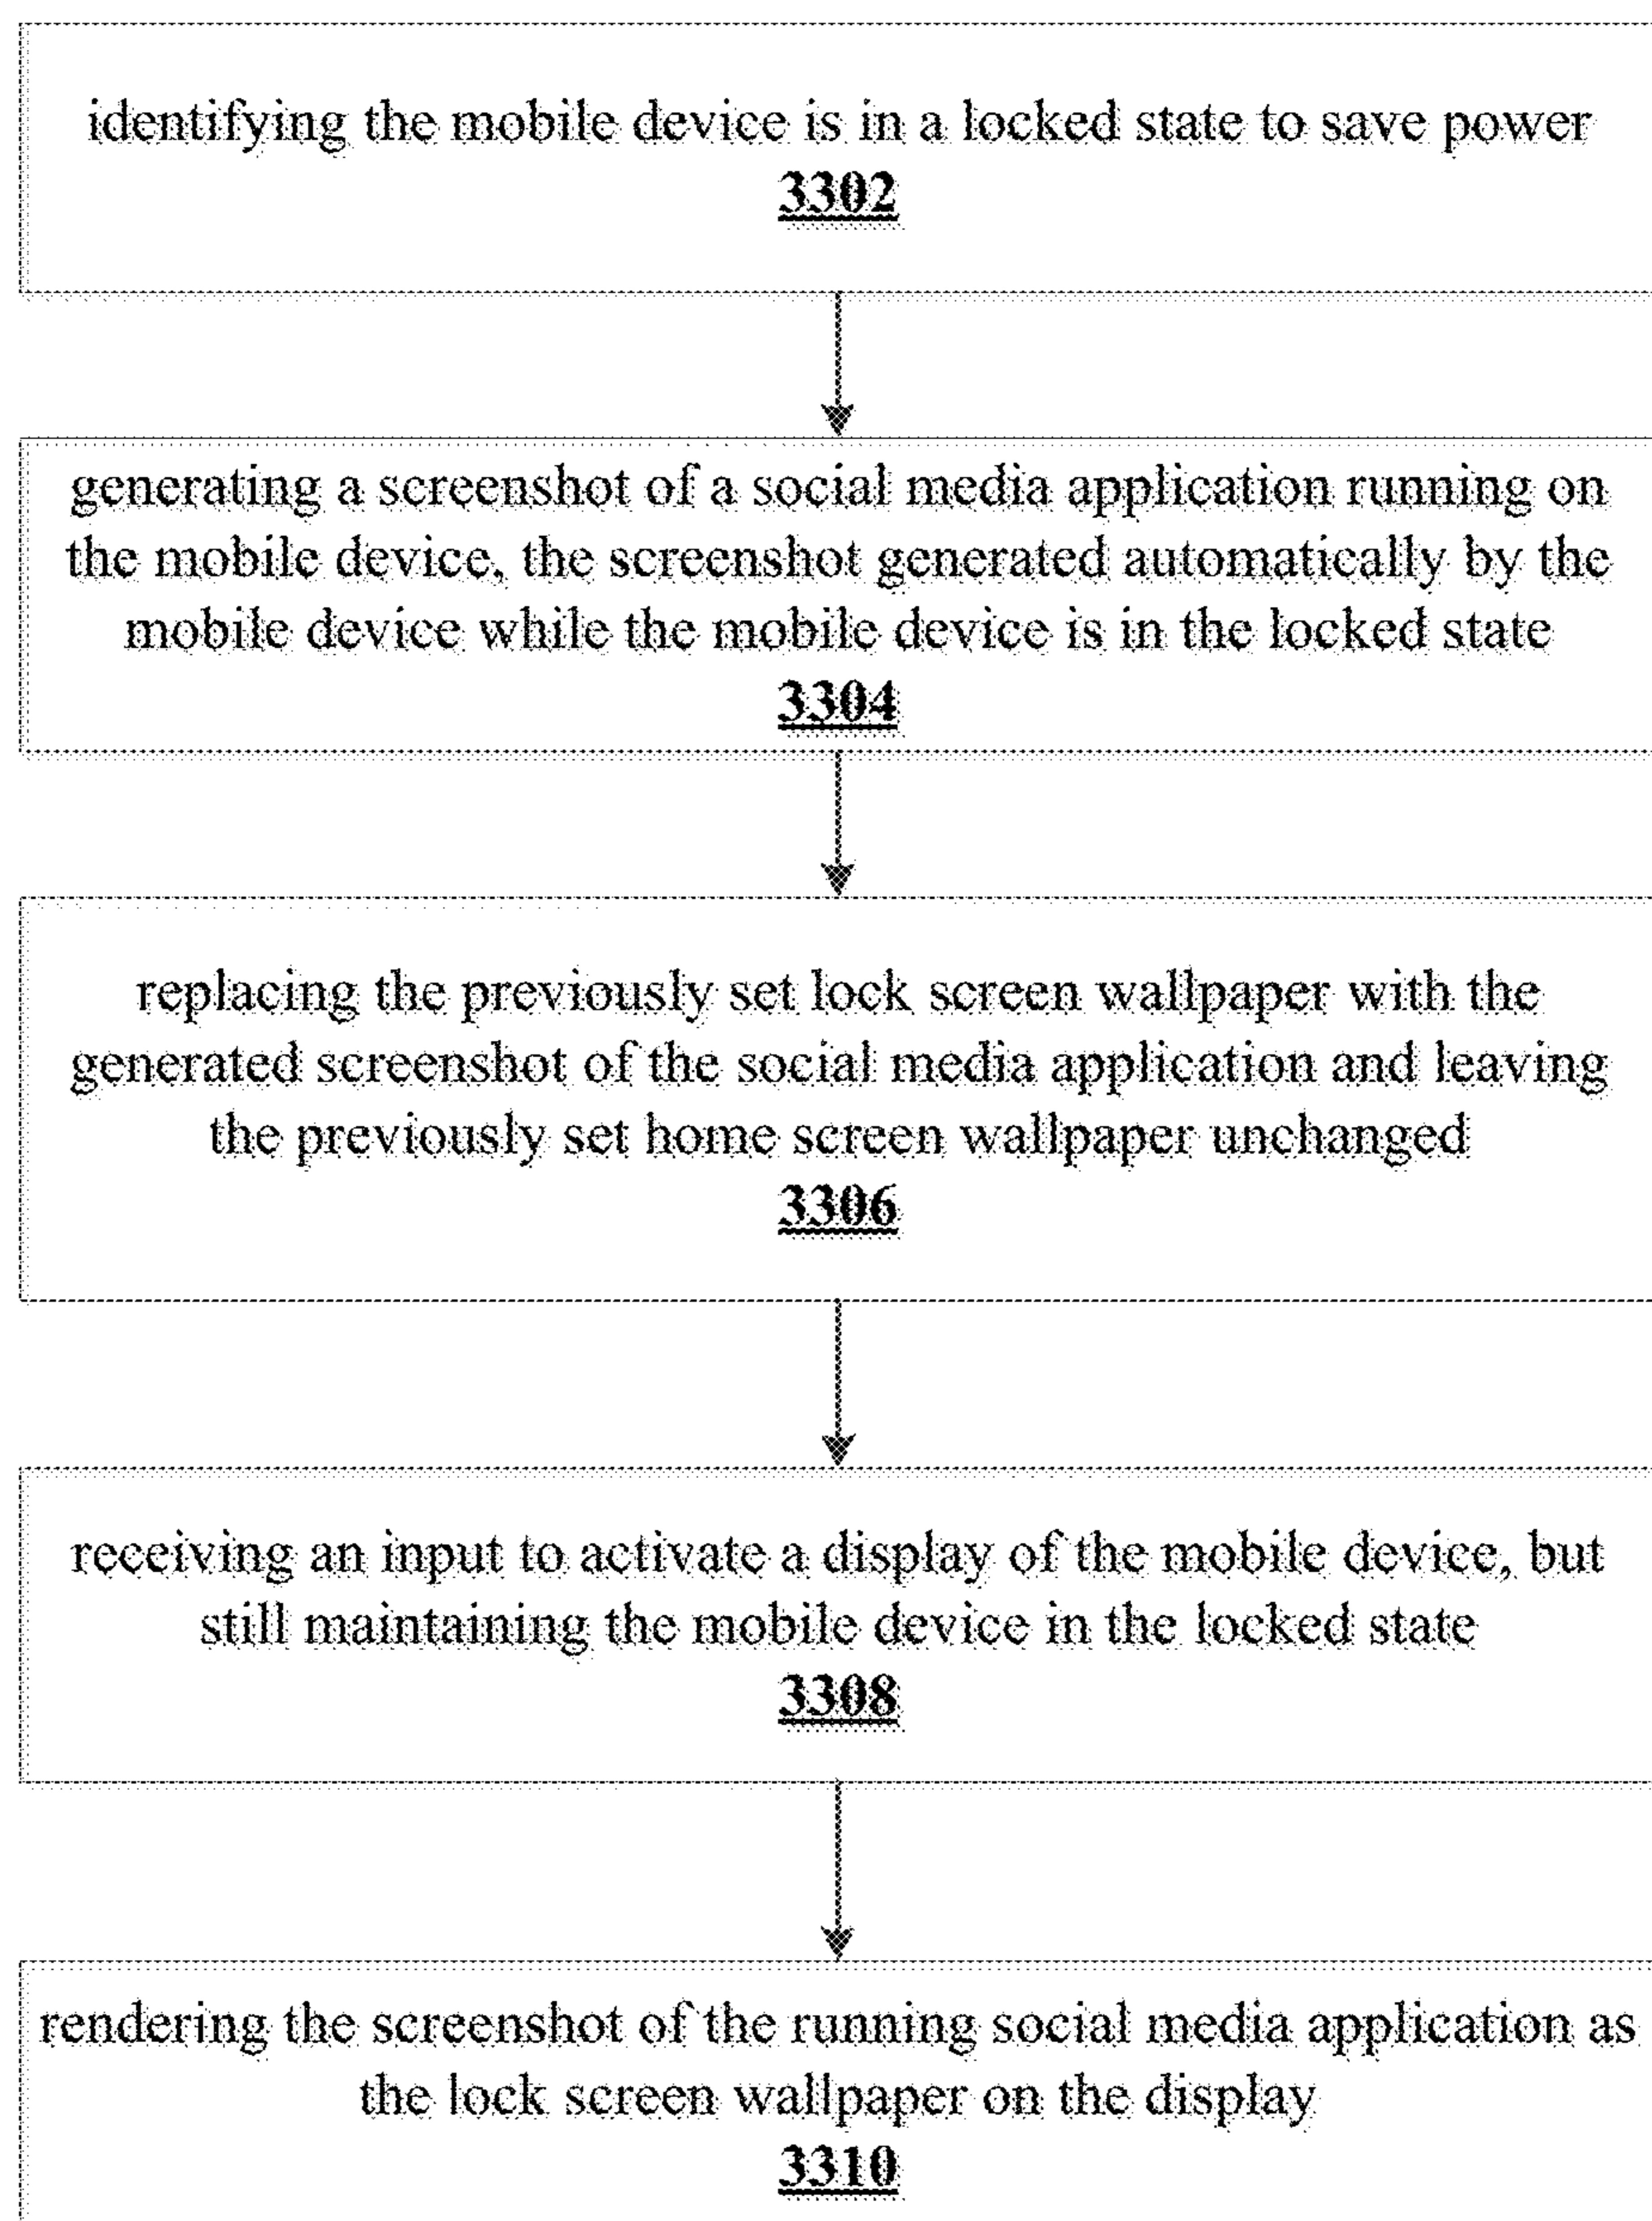 identifying the mobile device is in a locked state to save power
3302
generating a screenshot of a social media application running on
the mobile device, the screenshot generated automatically by the
mobile device while the mobile device is in the locked state
3304
replacing the previously set lock screen wallpaper with the
generated screenshot of the social media application and leaving
the previously set home screen wallpaper unchanged
3306
receiving an input to activate a display of the mobile device, but
still maintaining the mobile device in the locked state
3308
rendering the screenshot of the running social media application as
the lock screen wallpaper on the display
3310